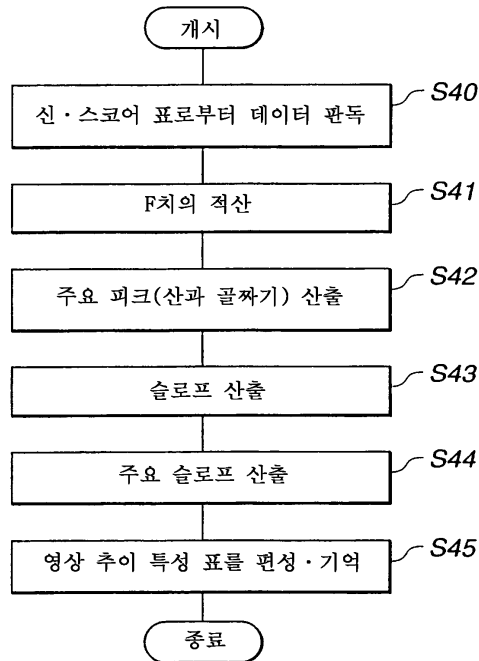 개시
신·스코어 표로부터 데이터 판독
S40
F치의 적산
S41
주요 피크(산과 골짜기) 산출
S42
슬로프 산출
S43
주요 슬로프 산출
S44
영상 추이 특성 표를 편성·기억
S45
종료